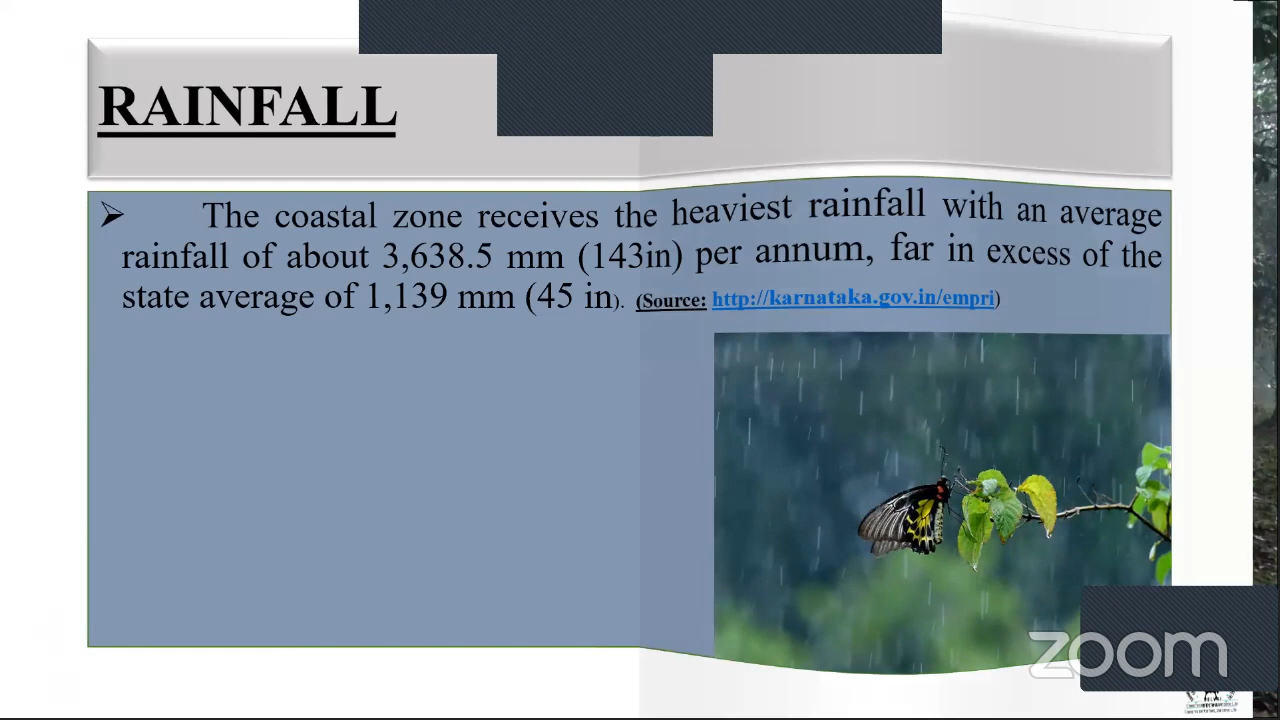 RAINFALL
➢ The coastal zone receives the heaviest rainfall with an average
rainfall of about 3,638.5 mm (143in) per annum, far in excess of the
state average of 1,139 mm (45 in). (Source: http://karnataka.gov.in/empri)
zoom